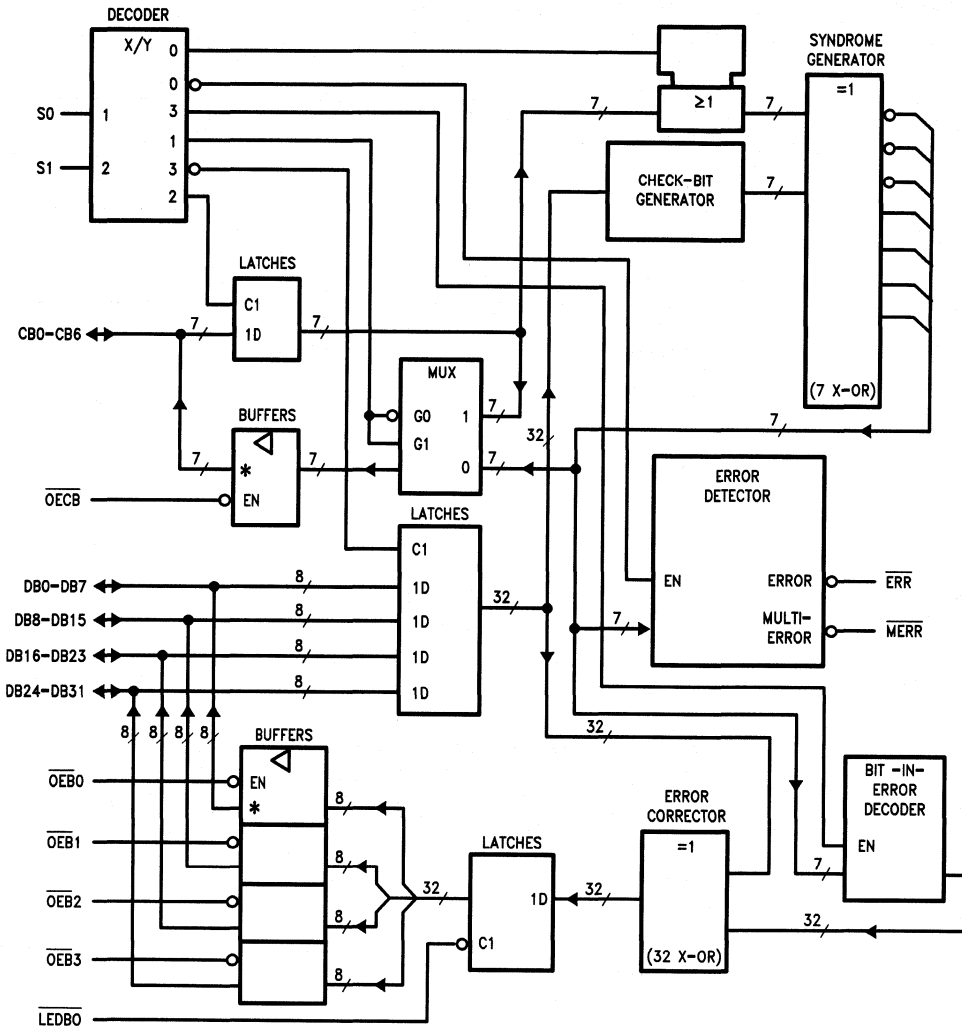 DECODER
X/Y
0
0
3
1
3
2
S0
1
S1
2
SYNDROME
GENERATOR
=1
(7 X-OR)
≥1
7
7
CHECK-BIT
GENERATOR
7
LATCHES
C1
1D
CB0-CB6
7
7
MUX
G0
G1
1
0
7
7
7
32
BUFFERS
*
EN
7
7
OECB
ERROR
DETECTOR
EN
ERROR
MULTI-
ERROR
ERR
MERR
7
LATCHES
C1
1D
1D
1D
1D
DB0-DB7
8
DB8-DB15
8
DB16-DB23
8
DB24-DB31
8
32
8
8
8
8
32
BUFFERS
EN
*
OEB0
OEB1
OEB2
OEB3
8
8
8
8
32
LATCHES
1D
C1
32
ERROR
CORRECTOR
=1
(32 X-OR)
BIT -IN-
ERROR
DECODER
EN
7
32
LEDBO